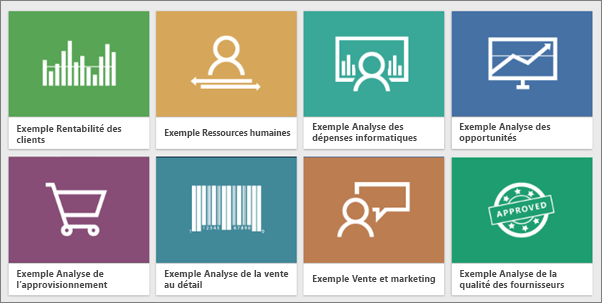 Exemple Rentabilité des
clients
Exemple Ressources humaines
Exemple Analyse des
dépenses informatiques
Exemple Analyse des
opportunités
12345 67890
APPROVED
Exemple Analyse de
l'approvisionnement
Exemple Analyse de la vente
au détail
Exemple Vente et marketing
Exemple Analyse de la
qualité des fournisseurs